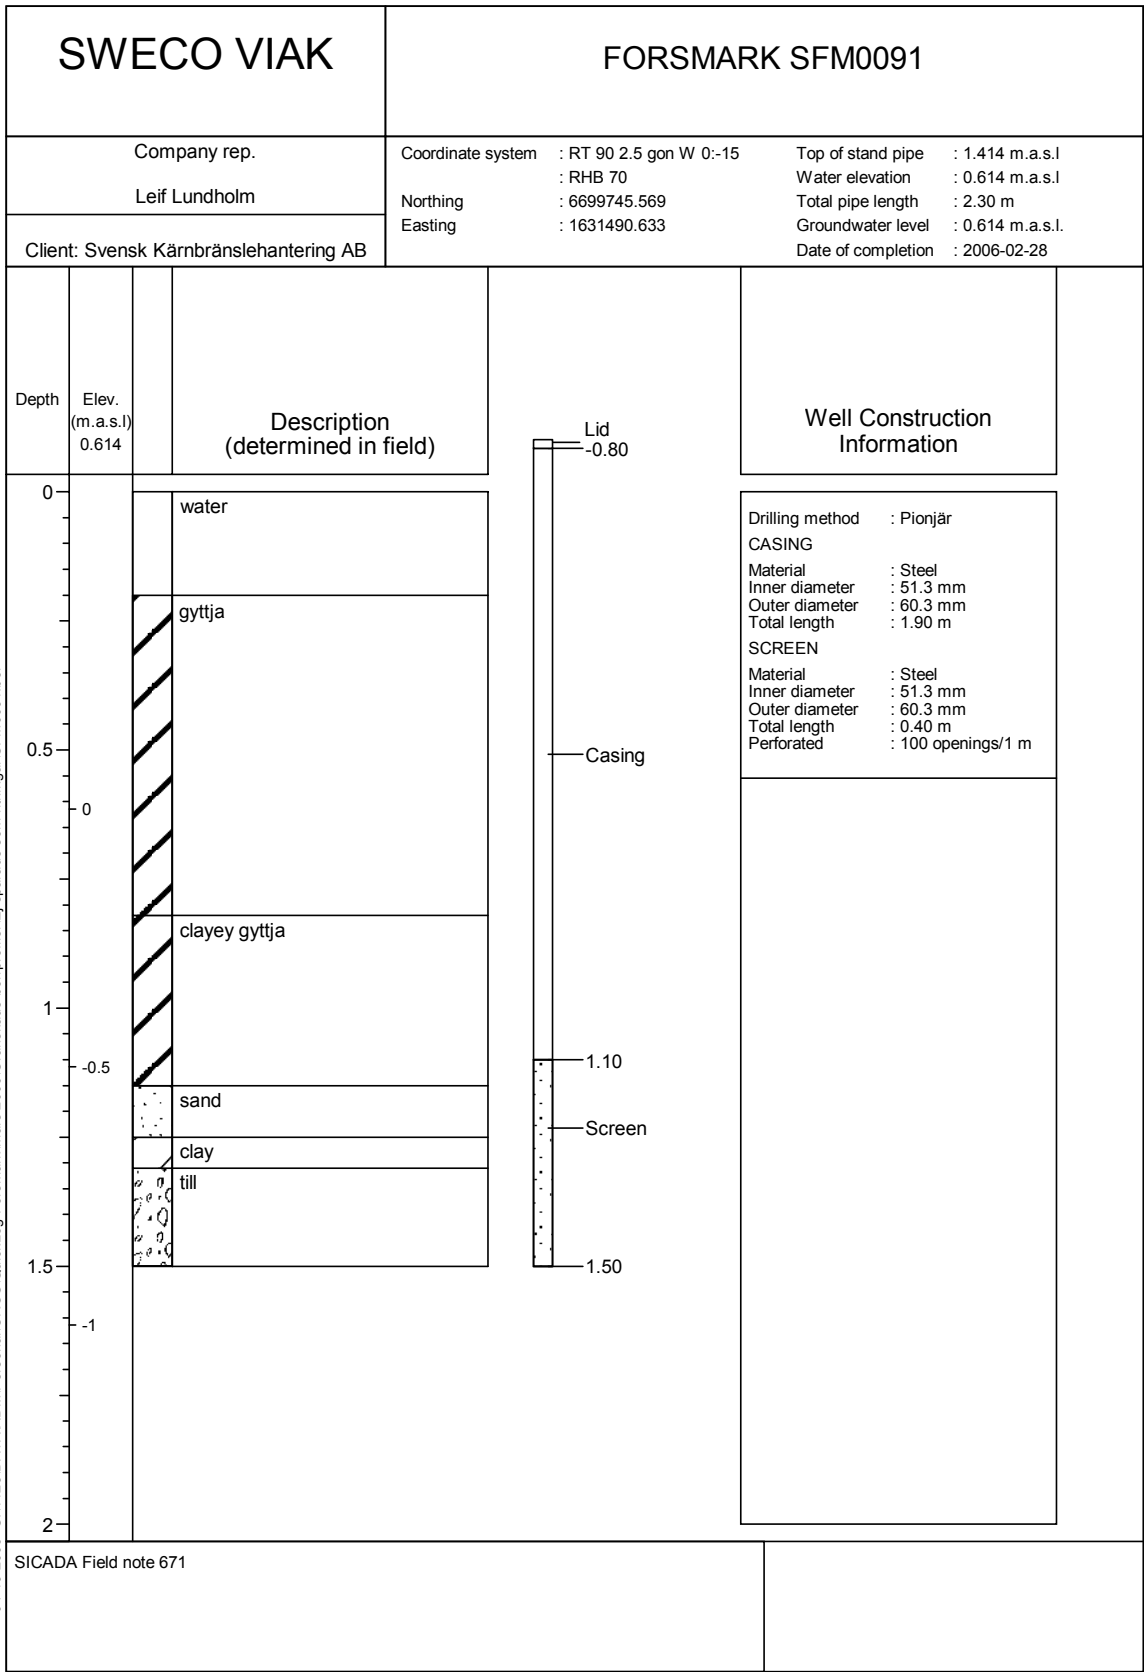 SWECO VIAK
FORSMARK SFM0091
Company rep.
Leif Lundholm
Client: Svensk Kärnbränslehantering AB
Coordinate system : RT 90 2.5 gon W 0:-15
: RHB 70
Northing : 6699745.569
Easting : 1631490.633
Top of stand pipe : 1.414 m.a.s.l
Water elevation : 0.614 m.a.s.l
Total pipe length : 2.30 m
Groundwater level : 0.614 m.a.s.l.
Date of completion : 2006-02-28
Depth
Elev.
(m.a.s.l)
0.614
Description
(determined in field)
Lid
-0.80
Well Construction
Information
0
0.5
1
1.5
2
0
-0.5
-1
water
gyttja
clayey gyttja
sand
clay
till
Casing
1.10
Screen
1.50
Drilling method : Pionjär
CASING
Material : Steel
Inner diameter : 51.3 mm
Outer diameter : 60.3 mm
Total length : 1.90 m
SCREEN
Material : Steel
Inner diameter : 51.3 mm
Outer diameter : 60.3 mm
Total length : 0.40 m
Perforated : 100 openings/1 m
SICADA Field note 671